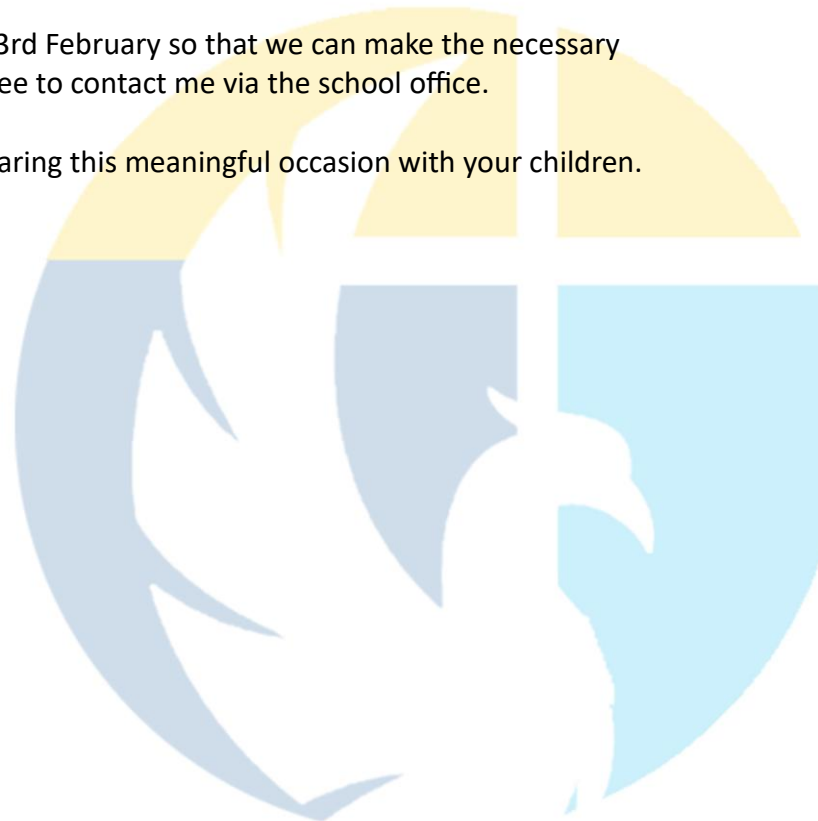 3rd February so that we can make the necessary
ee to contact me via the school office.
aring this meaningful occasion with your children.